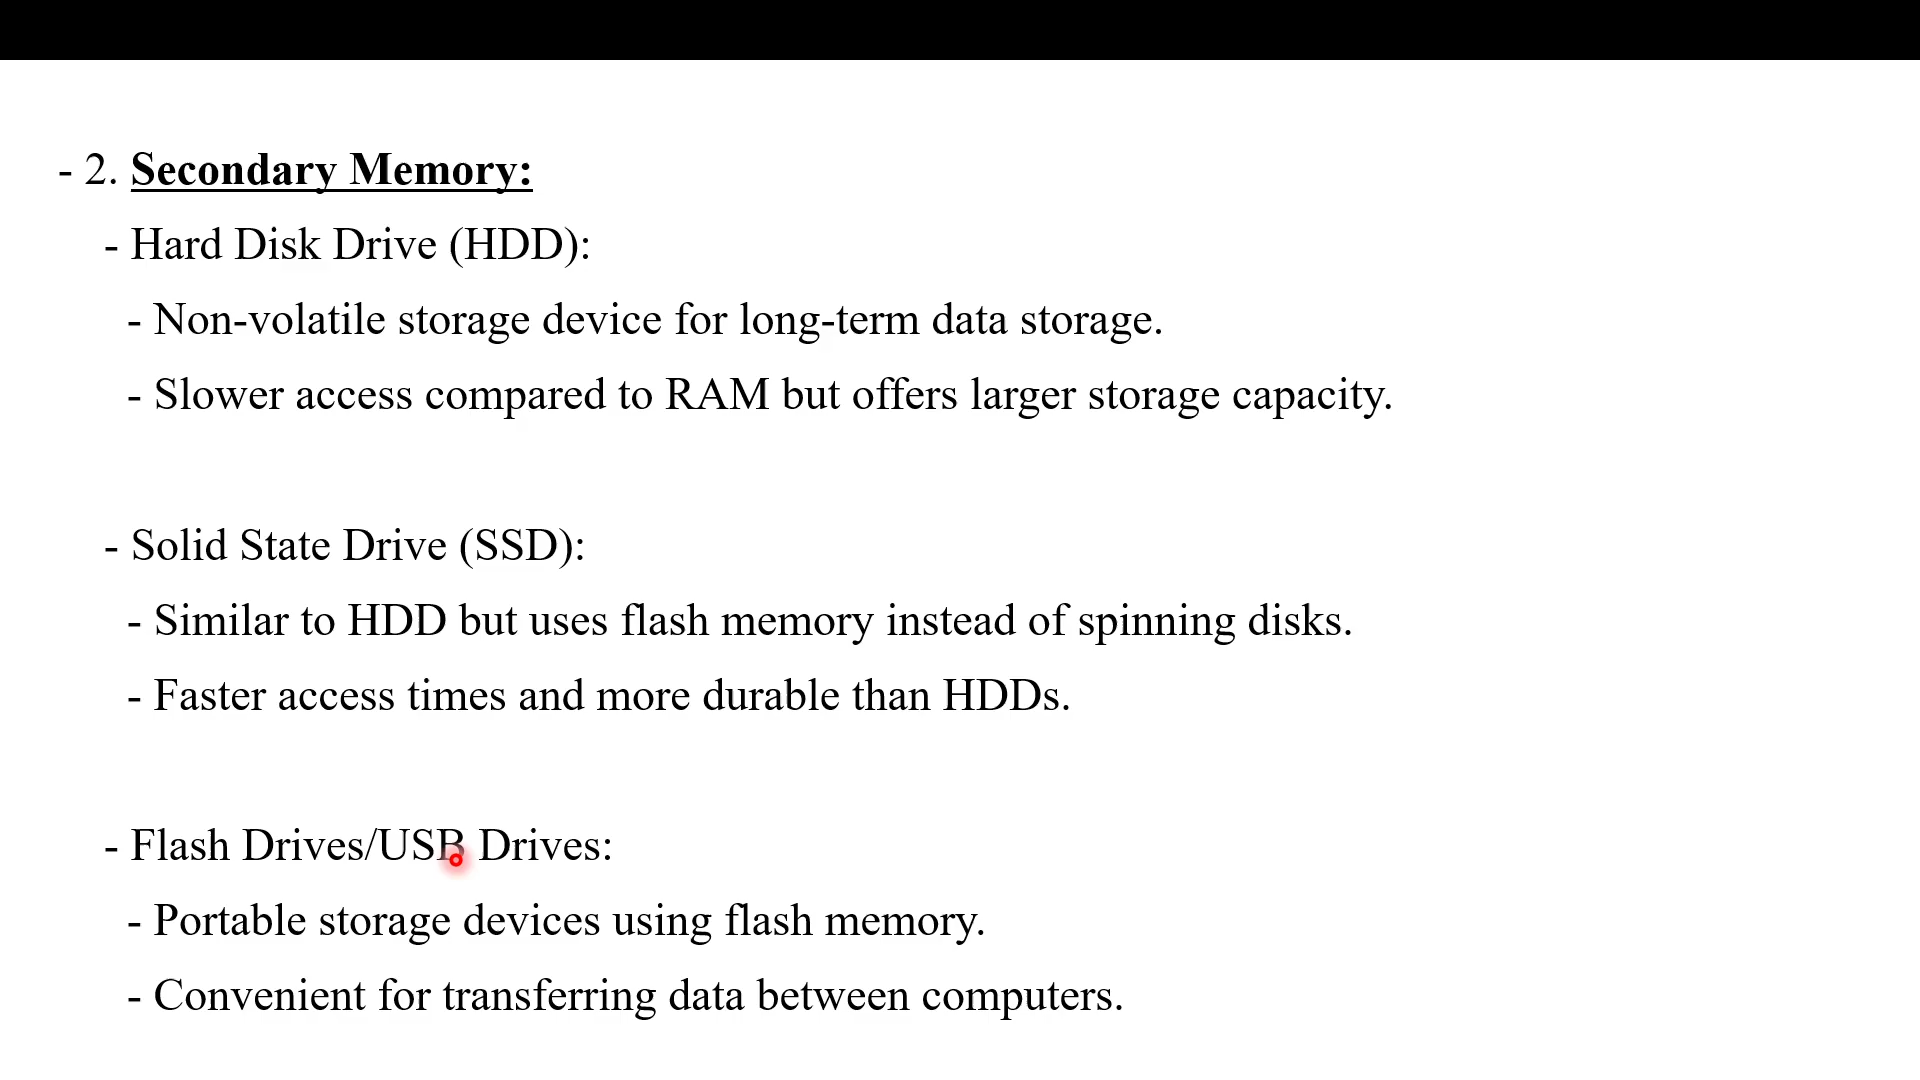 - 2. Secondary Memory:
- Hard Disk Drive (HDD):
- Non-volatile storage device for long-term data storage.
- Slower access compared to RAM but offers larger storage capacity.
- Solid State Drive (SSD):
- Similar to HDD but uses flash memory instead of spinning disks.
- Faster access times and more durable than HDDs.
- Flash Drives/USB Drives:
- Portable storage devices using flash memory.
- Convenient for transferring data between computers.